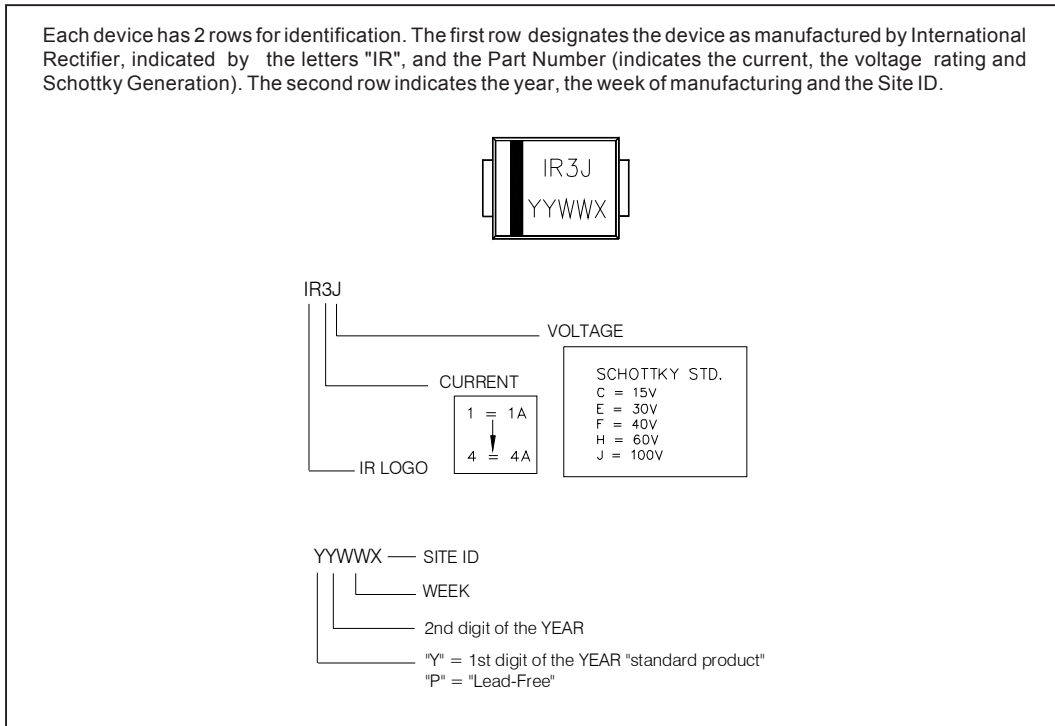 Each device has 2 rows for identification. The first row designates the device as manufactured by International
Rectifier, indicated by the letters "IR", and the Part Number (indicates the current, the voltage rating and
Schottky Generation). The second row indicates the year, the week of manufacturing and the Site ID.
IR3J
YYWWX
IR3J
VOLTAGE
SCHOTTKY STD.
C = 15V
E = 30V
F = 40V
H = 60V
J = 100V
CURRENT
1 = 1A
4 = 4A
IR LOGO
YYWWX
SITE ID
WEEK
2nd digit of the YEAR
"Y" = 1st digit of the YEAR "standard product"
"P" = "Lead-Free"